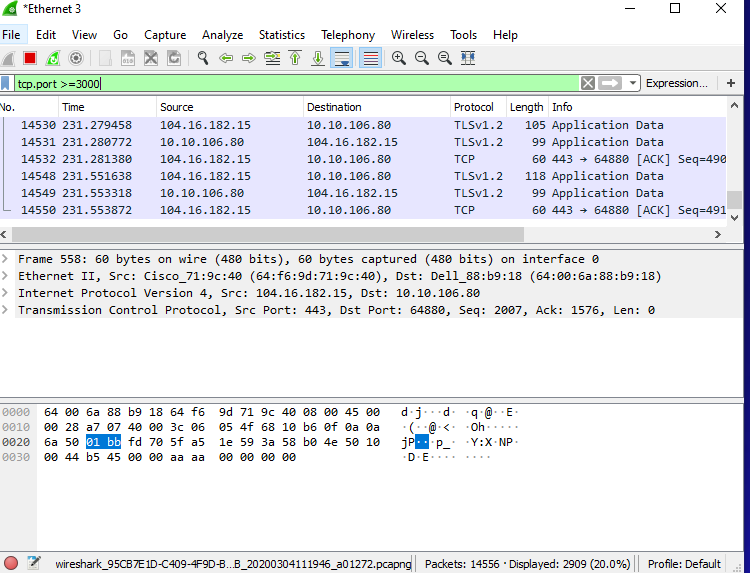 *Ethernet 3
File Edit View Go Capture Analyze Statistics Telephony Wireless Tools Help
tcp.port >=3000 Expression... +
No. Time Source Destination Protocol Length Info
14530 231.279458 104.16.182.15 10.10.106.80 TLSv1.2 105 Application Data
14531 231.280772 10.10.106.80 104.16.182.15 TLSv1.2 99 Application Data
14532 231.281380 104.16.182.15 10.10.106.80 TCP 60 443 → 64880 [ACK] Seq=490
14548 231.551638 104.16.182.15 10.10.106.80 TLSv1.2 118 Application Data
14549 231.553318 10.10.106.80 104.16.182.15 TLSv1.2 99 Application Data
14550 231.553872 104.16.182.15 10.10.106.80 TCP 60 443 → 64880 [ACK] Seq=491
Frame 558: 60 bytes on wire (480 bits), 60 bytes captured (480 bits) on interface 0
Ethernet II, Src: Cisco_71:9c:40 (64:f6:9d:71:9c:40), Dst: Dell_88:b9:18 (64:00:6a:88:b9:18)
Internet Protocol Version 4, Src: 104.16.182.15, Dst: 10.10.106.80
Transmission Control Protocol, Src Port: 443, Dst Port: 64880, Seq: 2007, Ack: 1576, Len: 0
0000 64 00 6a 88 b9 18 64 f6 9d 71 9c 40 08 00 45 00 d·j···d· ·q·@··E·
0010 00 28 a7 07 40 00 3c 06 05 4f 68 10 b6 0f 0a 0a ·(··@·<· ·Oh·····
0020 6a 50 01 bb fd 70 5f a5 1e 59 3a 58 b0 4e 50 10 jP···p_· ·Y:X·NP·
0030 00 44 b5 45 00 00 aa aa 00 00 00 00 ·D·E···· ····
wireshark_95CB7E1D-C409-4F9D-B...B_20200304111946_a01272.pcapng Packets: 14556 · Displayed: 2909 (20.0%) Profile: Default